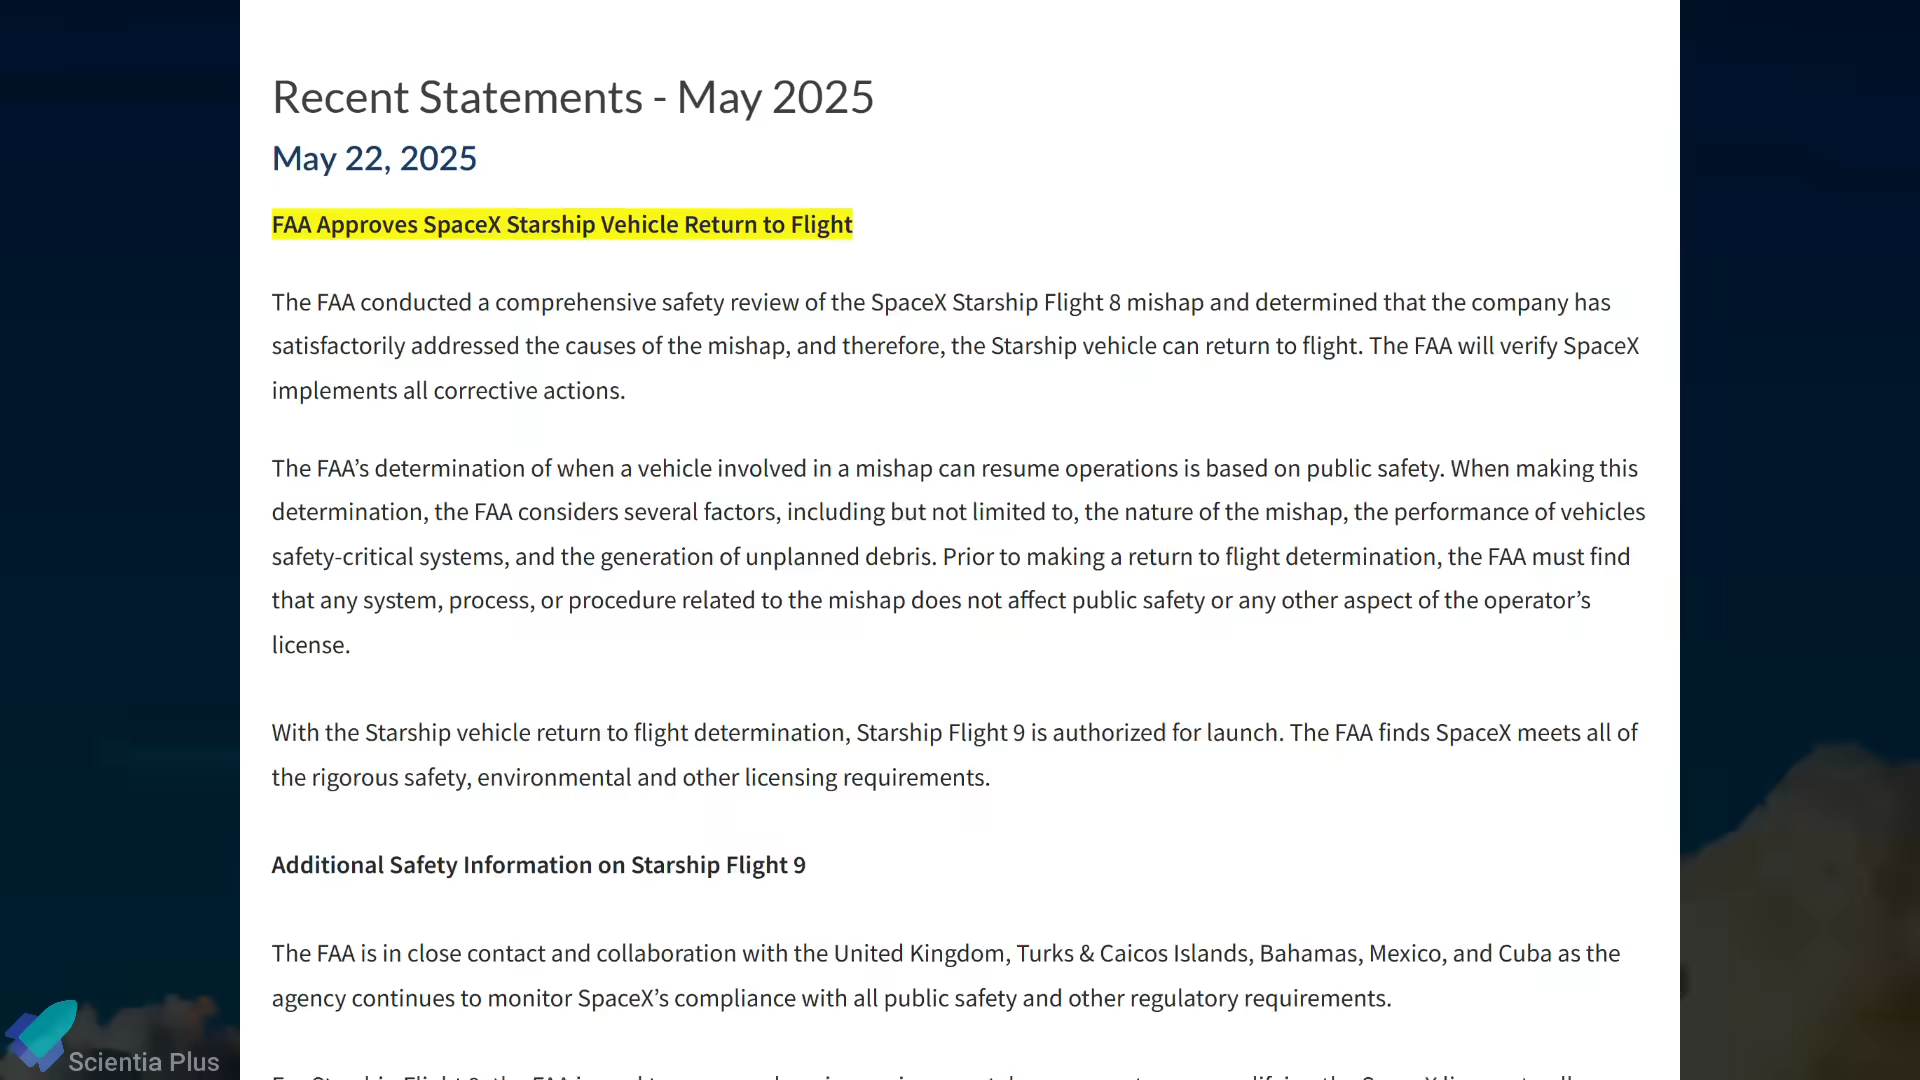 Recent Statements - May 2025
May 22, 2025
FAA Approves SpaceX Starship Vehicle Return to Flight
The FAA conducted a comprehensive safety review of the SpaceX Starship Flight 8 mishap and determined that the company has
satisfactorily addressed the causes of the mishap, and therefore, the Starship vehicle can return to flight. The FAA will verify SpaceX
implements all corrective actions.
The FAA’s determination of when a vehicle involved in a mishap can resume operations is based on public safety. When making this
determination, the FAA considers several factors, including but not limited to, the nature of the mishap, the performance of vehicles
safety-critical systems, and the generation of unplanned debris. Prior to making a return to flight determination, the FAA must find
that any system, process, or procedure related to the mishap does not affect public safety or any other aspect of the operator’s
license.
With the Starship vehicle return to flight determination, Starship Flight 9 is authorized for launch. The FAA finds SpaceX meets all of
the rigorous safety, environmental and other licensing requirements.
Additional Safety Information on Starship Flight 9
The FAA is in close contact and collaboration with the United Kingdom, Turks & Caicos Islands, Bahamas, Mexico, and Cuba as the
agency continues to monitor SpaceX’s compliance with all public safety and other regulatory requirements.
Scientia Plus